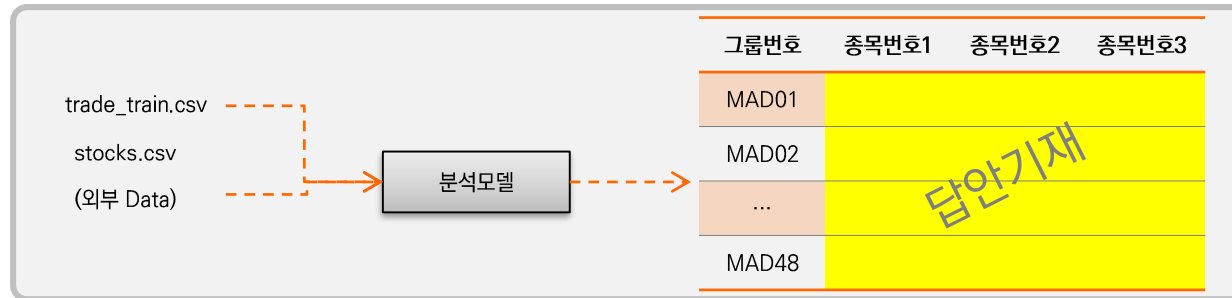 trade_train.csv
stocks.csv
(외부 Data)
분석모델
그룹번호 종목번호1 종목번호2 종목번호3
MAD01
MAD02
...
MAD48
답안기재